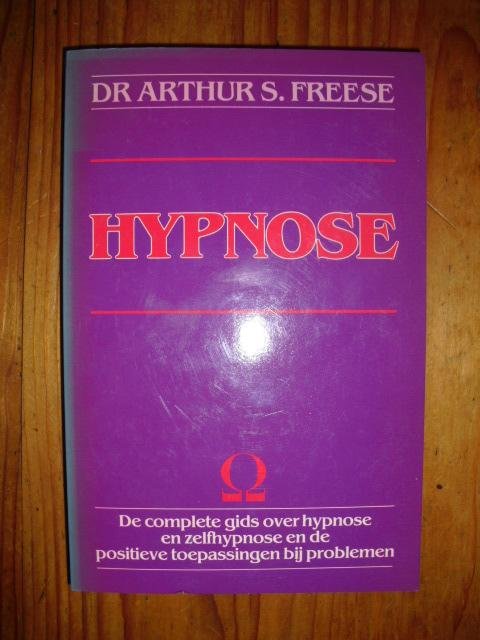 DR ARTHUR S. FREESE
HYPNOSE
Ω
De complete gids over hypnose
en zelfhypnose en de
positieve toepassingen bij problemen